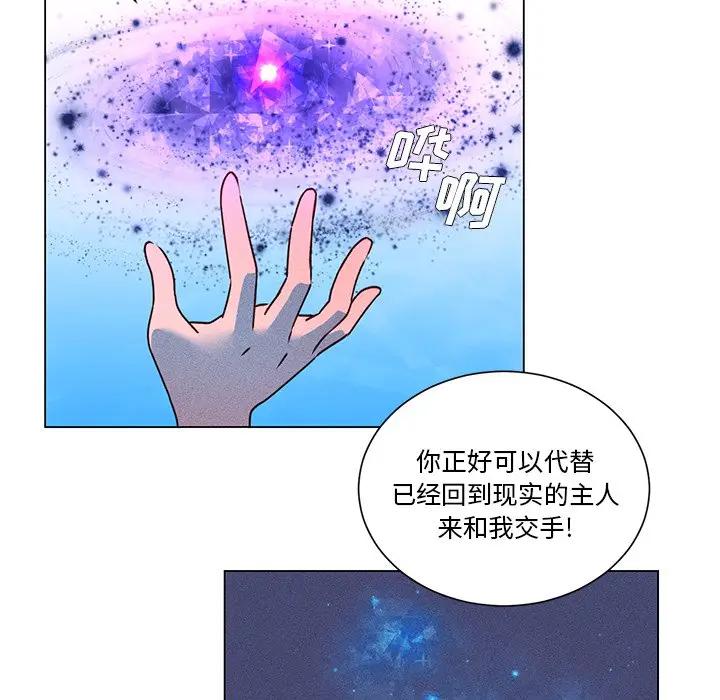 哗
啊
你正好可以代替
已经回到现实的主人
来和我交手!